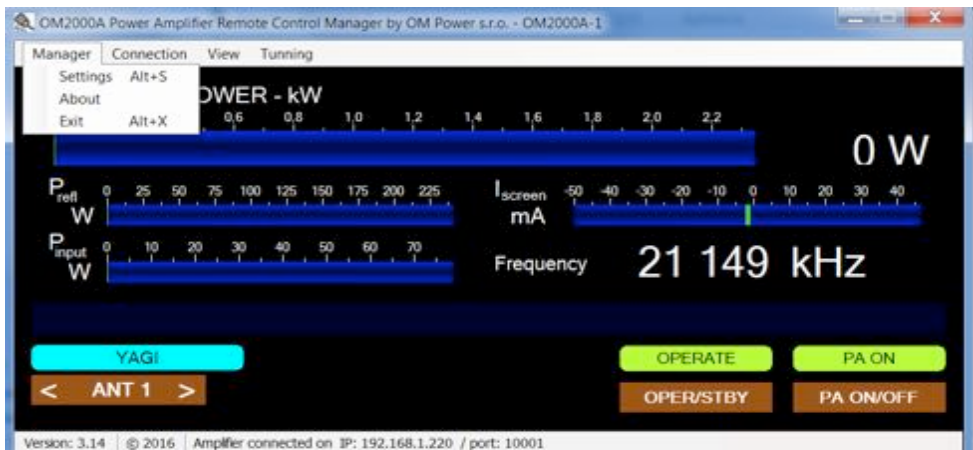 OM2000A Power Amplifier Remote Control Manager by OM Power s.r.o. - OM2000A-1
Manager Connection View Tunning
Settings Alt+S
About
Exit Alt+X
OWER - kW
0,6 0,8 1,0 1,2 1,4 1,6 1,8 2,0 2,2
0 W
Prefl W 0 25 50 75 100 125 150 175 200 225
Iscreen mA -50 -40 -30 -20 -10 0 10 20 30 40
Pinput W 0 10 20 30 40 50 60 70
Frequency 21 149 kHz
YAGI OPERATE PA ON
< ANT 1 > OPER/STBY PA ON/OFF
Version: 3.14 © 2016 Amplifier connected on IP: 192.168.1.220 / port: 10001